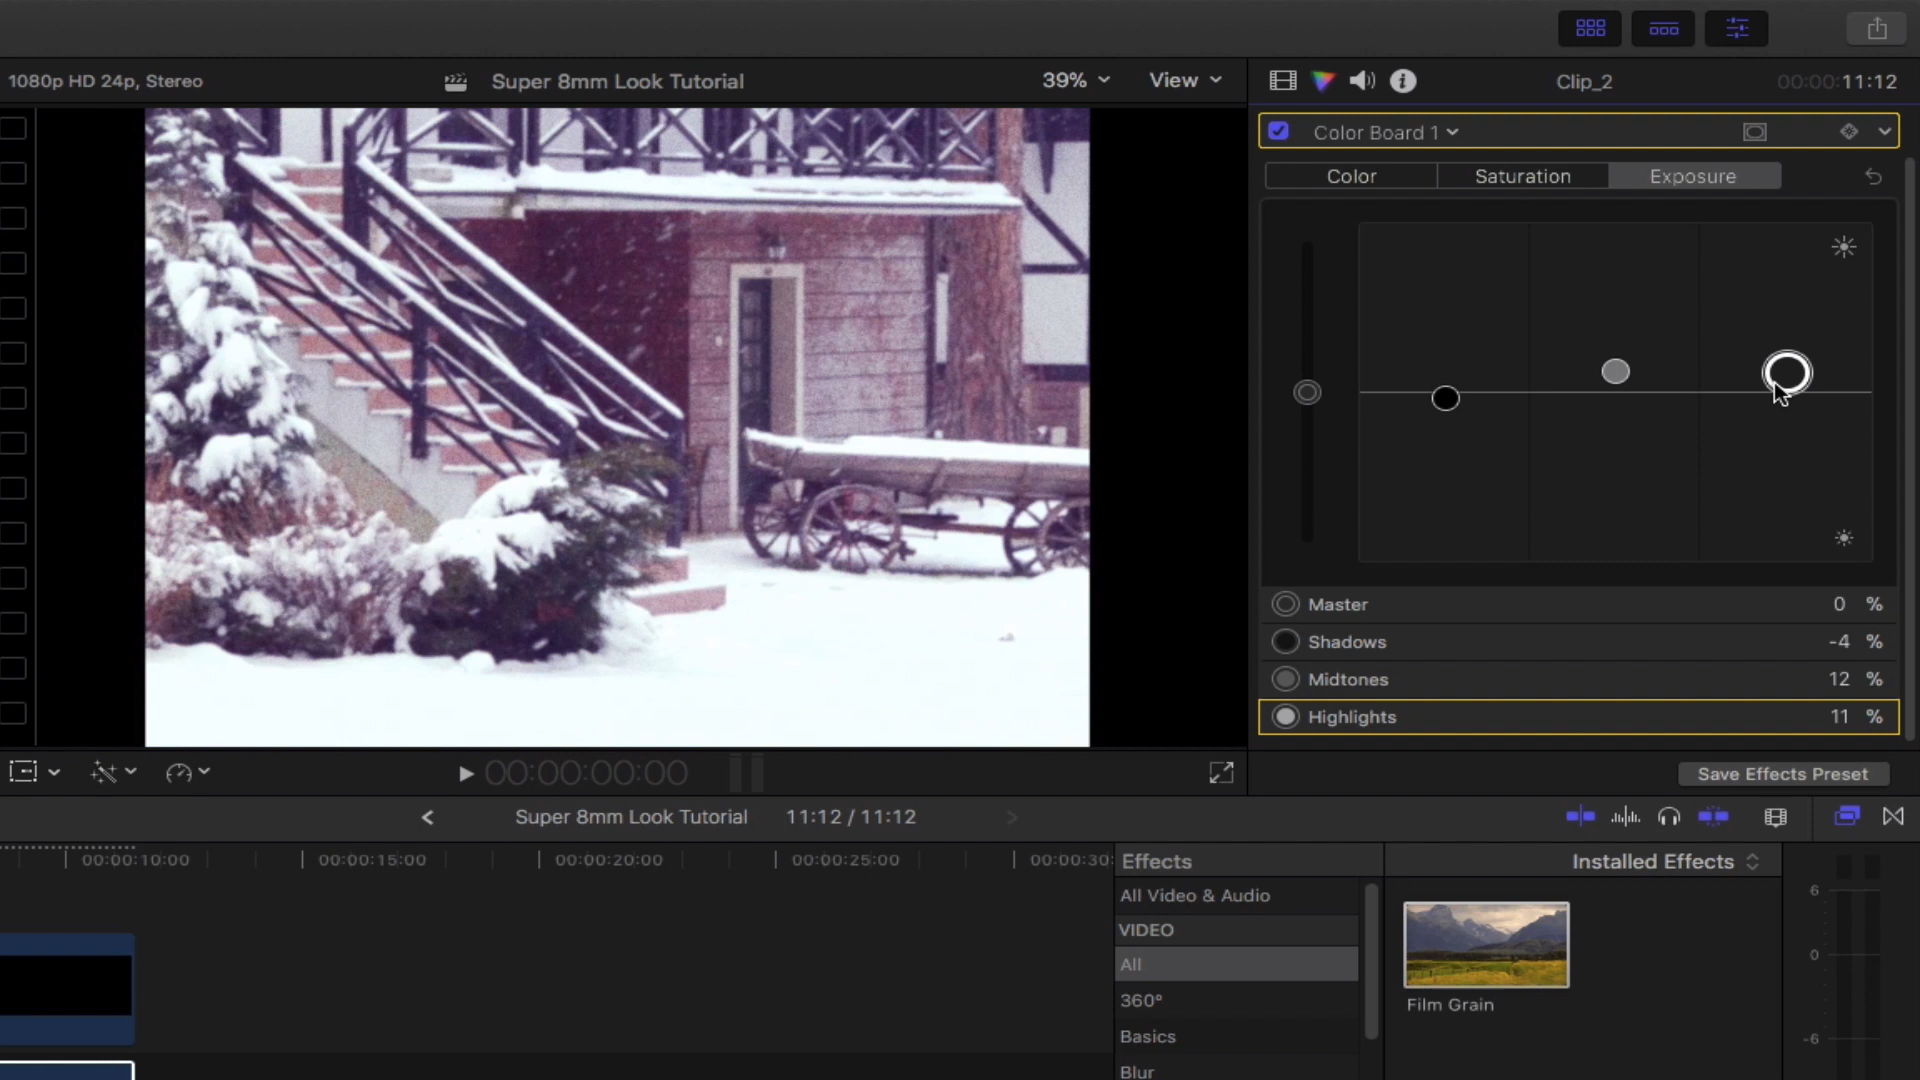 1080p HD 24p, Stereo
Super 8mm Look Tutorial
39%
View
Clip_2
00:00:11:12
Color Board 1
Color
Saturation
Exposure
Master 0 %
Shadows -4 %
Midtones 12 %
Highlights 11 %
00:00:00:00
Save Effects Preset
Super 8mm Look Tutorial 11:12 / 11:12
00:00:10:00
00:00:15:00
00:00:20:00
00:00:25:00
00:00:30:
Effects
Installed Effects
All Video & Audio
VIDEO
All
360°
Basics
Blur
Film Grain
6
0
-6